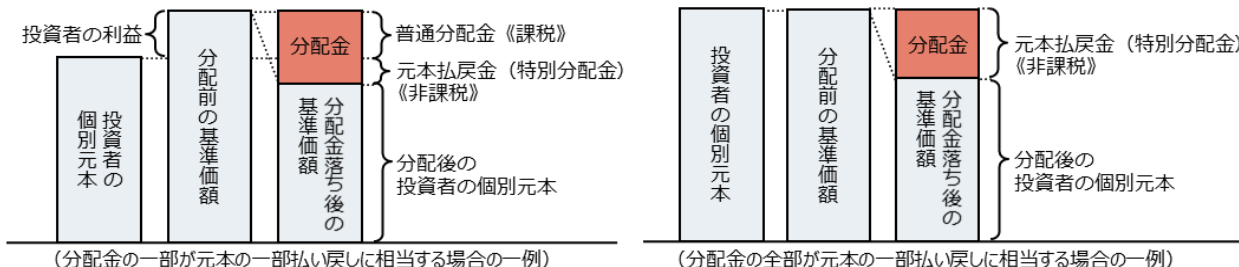 投資者の利益
投資者の
個別元本
分配前の基準価額
分配金
分配金落ち後の
基準価額
普通分配金《課税》
元本払戻金（特別分配金）
《非課税》
分配後の
投資者の個別元本
（分配金の一部が元本の一部払い戻しに相当する場合の一例）
投資者の個別元本
分配前の基準価額
分配金
分配金落ち後の
基準価額
元本払戻金（特別分配金）
《非課税》
分配後の
投資者の個別元本
（分配金の全部が元本の一部払い戻しに相当する場合の一例）